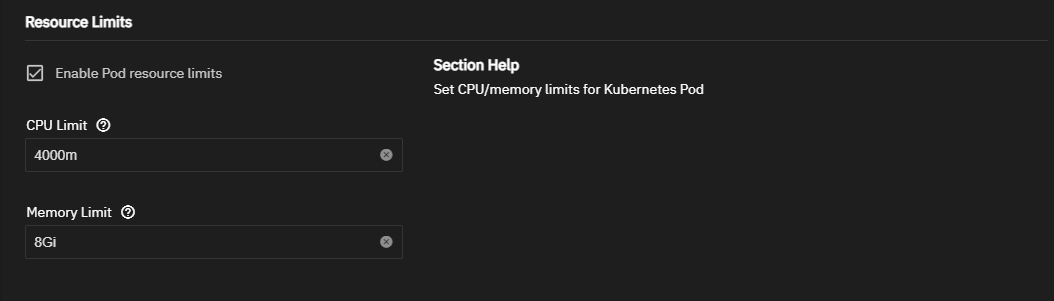 Resource Limits
Enable Pod resource limits
Section Help
Set CPU/memory limits for Kubernetes Pod
CPU Limit
4000m
Memory Limit
8Gi